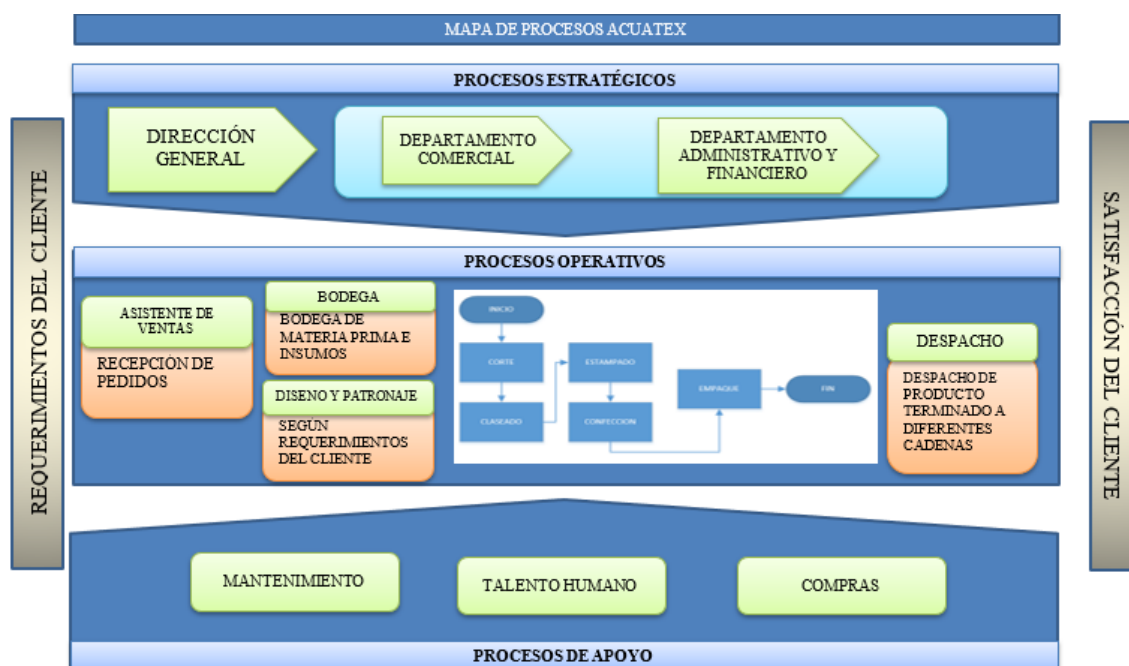 MAPA DE PROCESOS ACUATEX
PROCESOS ESTRATÉGICOS
DIRECCIÓN
GENERAL
DEPARTAMENTO
COMERCIAL
DEPARTAMENTO
ADMINISTRATIVO Y
FINANCIERO
REQUERIMIENTOS DEL CLIENTE
SATISFACCIÓN DEL CLIENTE
PROCESOS OPERATIVOS
ASISTENTE DE
VENTAS
RECEPCIÓN DE
PEDIDOS
BODEGA
BODEGA DE
MATERIA PRIMA E
INSUMOS
DISENO Y PATRONAJE
SEGÚN
REQUERIMIENTOS
DEL CLIENTE
INICIO
CORTE
CLASEADO
ESTAMPADO
CONFECCION
EMPAQUE
FIN
DESPACHO
DESPACHO DE
PRODUCTO
TERMINADO A
DIFERENTES
CADENAS
MANTENIMIENTO
TALENTO HUMANO
COMPRAS
PROCESOS DE APOYO